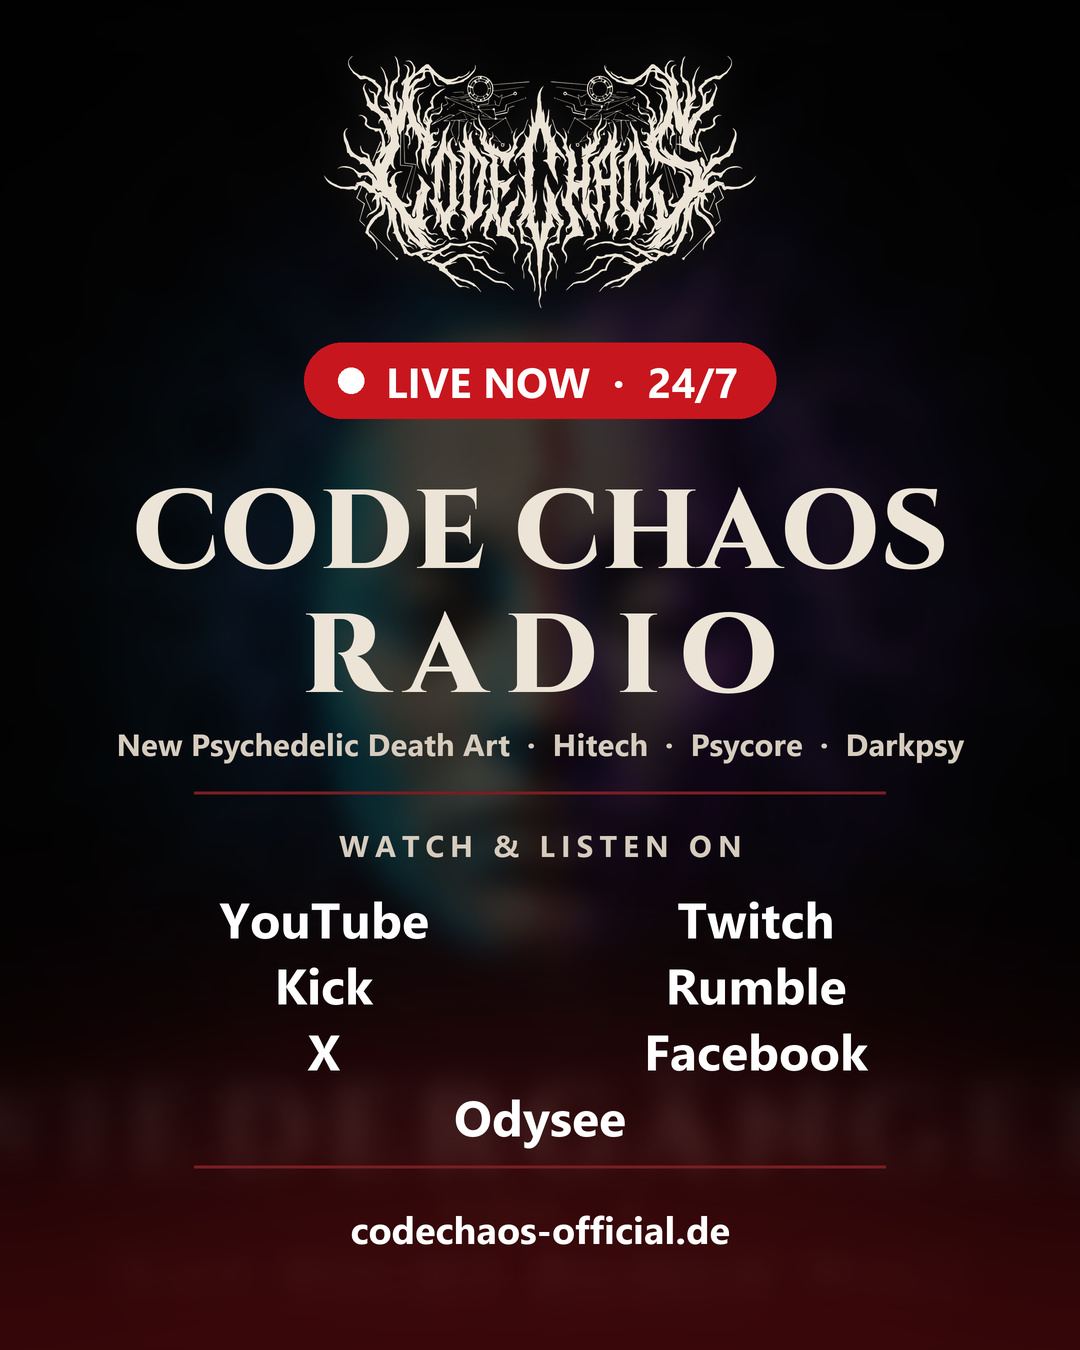 CODECHAOS
LIVE NOW · 24/7
CODE CHAOS
RADIO
New Psychedelic Death Art · Hitech · Psycore · Darkpsy
WATCH & LISTEN ON
YouTube Twitch
Kick Rumble
X Facebook
Odysee
codechaos-official.de